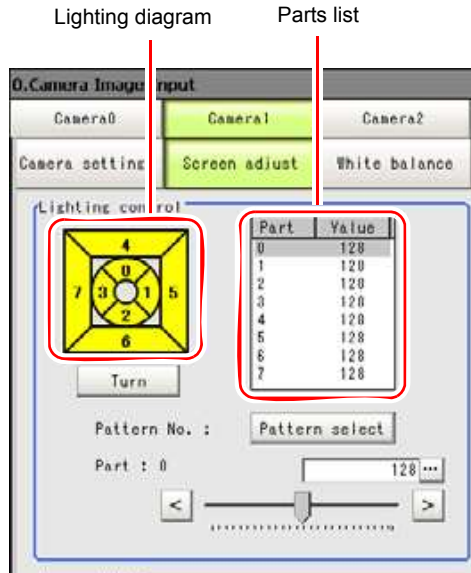 Lighting diagram Parts list
0.Camera Image Input
Camera0 Camera1 Camera2
Camera setting Screen adjust White balance
Lighting control
Part Value
4
0
7 3 1 5
2
6
0 128
1 128
2 128
3 128
4 128
5 128
6 128
7 128
Turn
Pattern No. : Pattern select
Part : 0 128 ...
< >